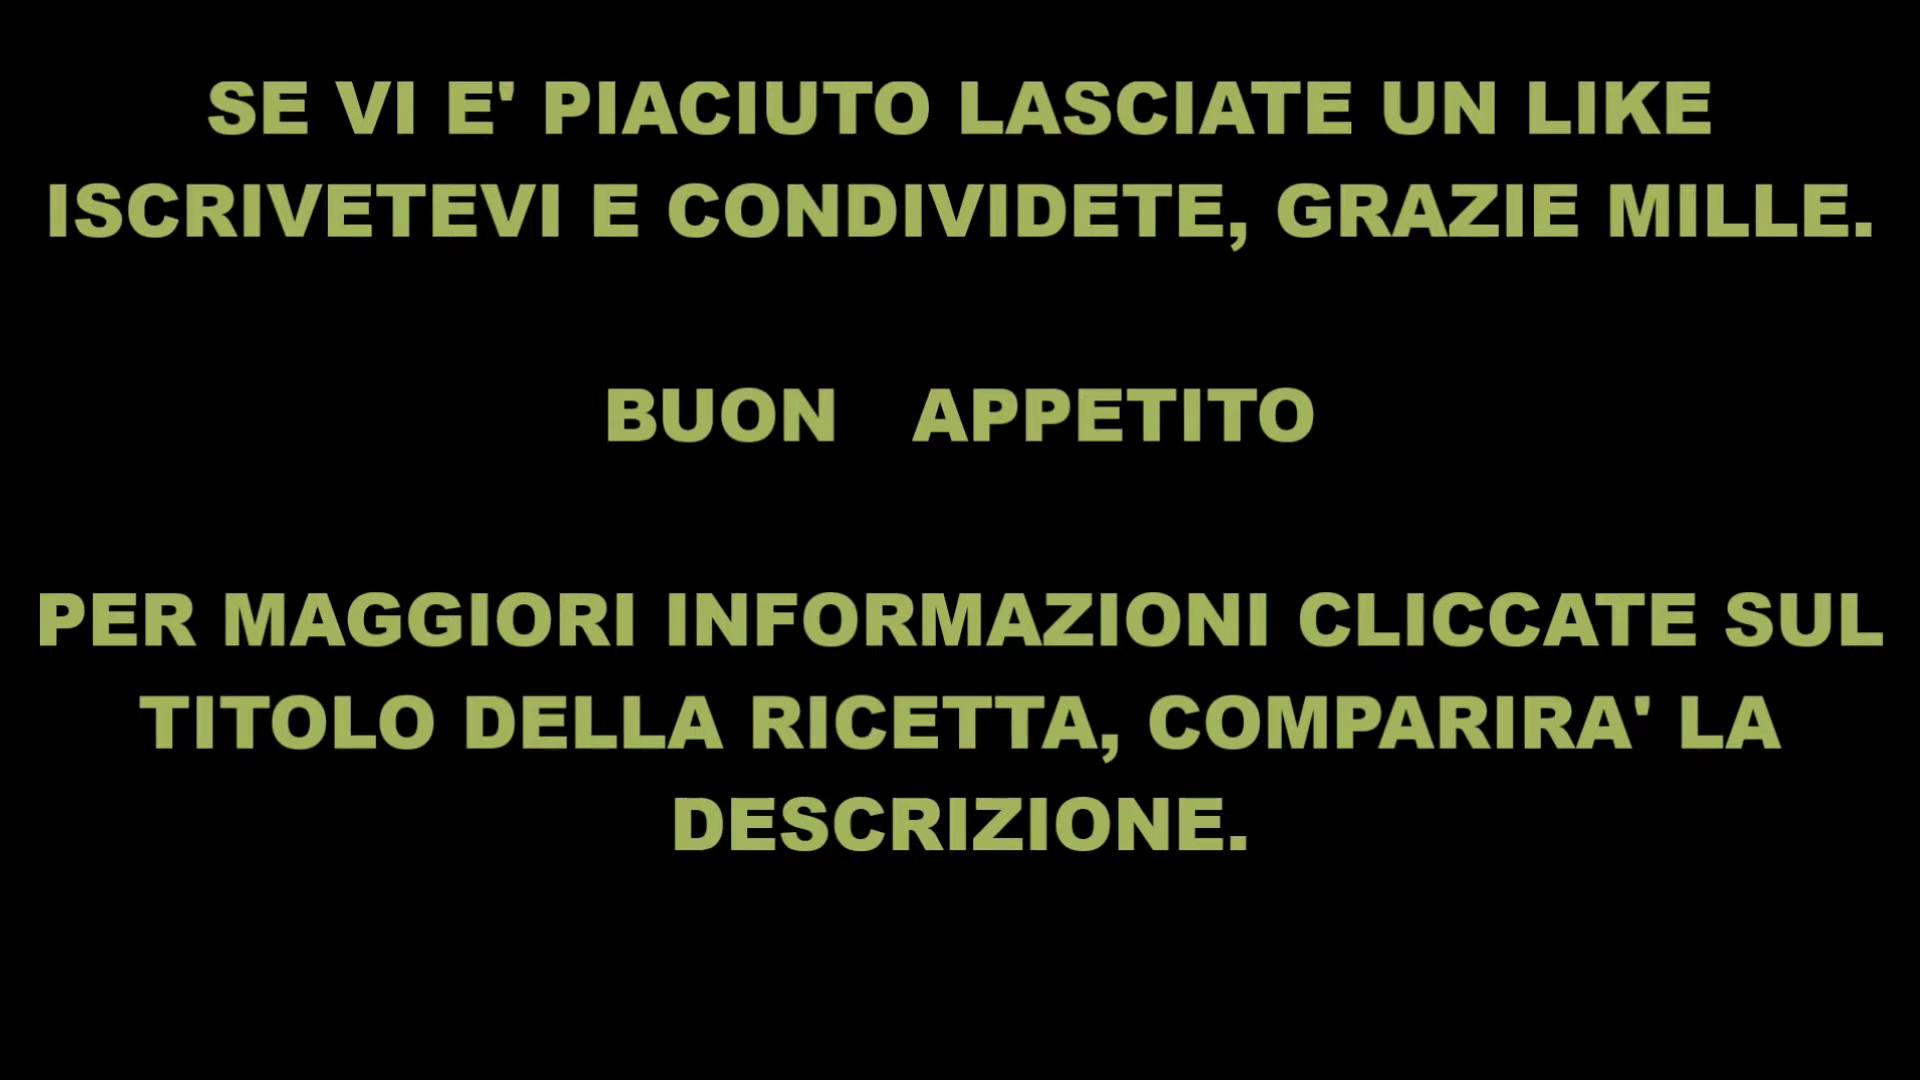 SE VI E' PIACIUTO LASCIATE UN LIKE
ISCRIVETEVI E CONDIVIDETE, GRAZIE MILLE.
BUON APPETITO
PER MAGGIORI INFORMAZIONI CLICCATE SUL
TITOLO DELLA RICETTA, COMPARIRA' LA
DESCRIZIONE.